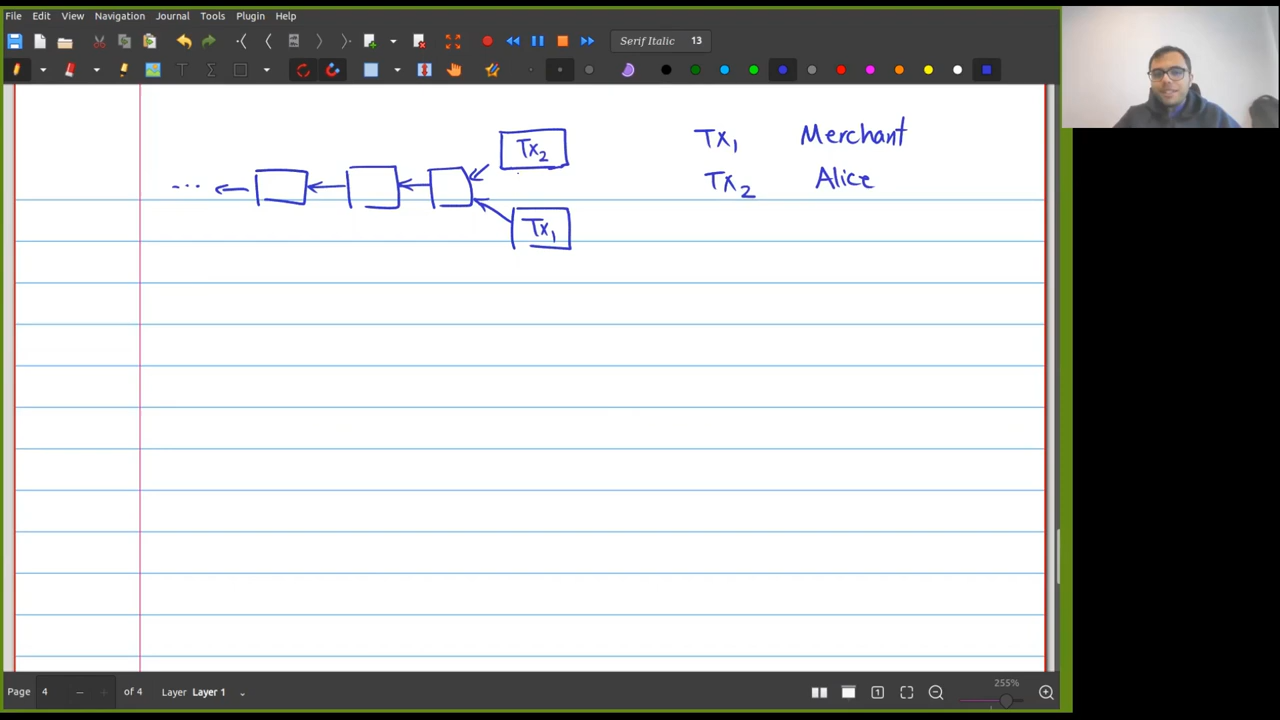 File Edit View Navigation Journal Tools Plugin Help
Serif Italic 13
Tx₁ Merchant
Tx₂
Tx₂ Alice
...
Tx₁
Page 4 of 4 Layer Layer 1 255%
1